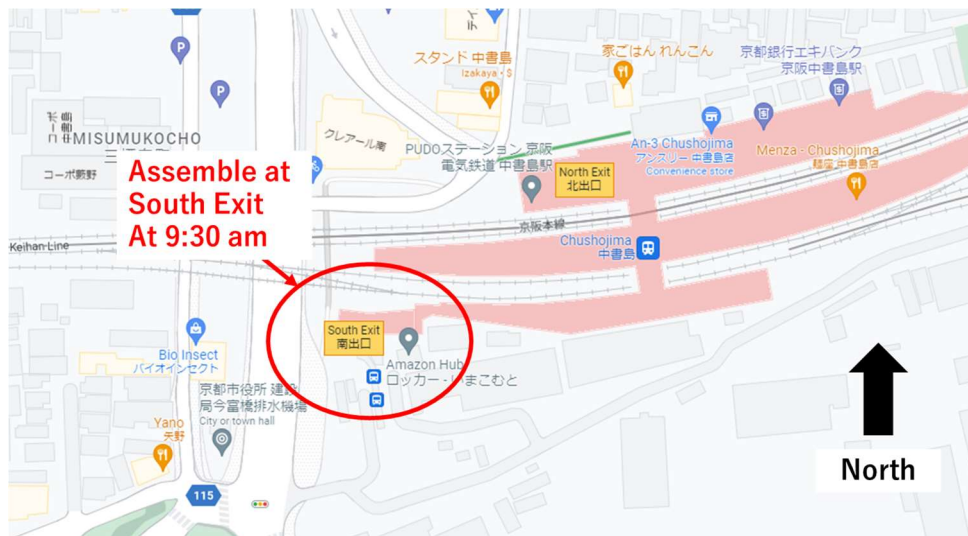 スタンド 中書島
Izakaya・$
家ごはん れんこん
京都銀行エキバンク
京阪中書島駅
P
P
MISUMUKOCHO
コーポ藪野
クレアール南
PUDOステーション 京阪
電気鉄道 中書島駅
An-3 Chushojima
アンスリー 中書島店
Convenience store
Menza - Chushojima
麺座 中書島店
North Exit
北出口
Assemble at
South Exit
At 9:30 am
京阪本線
Keihan-Line
Chushojima
中書島
South Exit
南出口
Amazon Hub
ロッカー - いまこむと
Bio Insect
バイオインセクト
京都市役所 建設
局今富橋排水機場
City or town hall
Yano
矢野
115
North